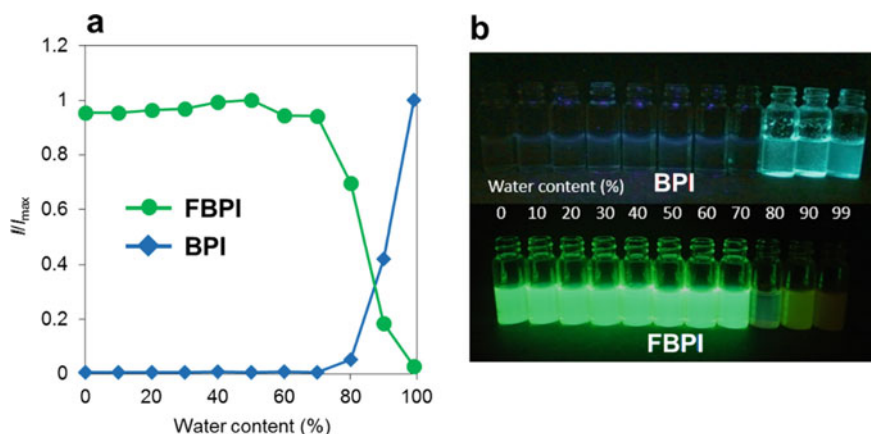 a
1.2
1
0.8
0.6
0.4
0.2
0
I/Imax
FBPI
BPI
0 20 40 60 80 100
Water content (%)
b
Water content (%) BPI
0 10 20 30 40 50 60 70 80 90 99
FBPI